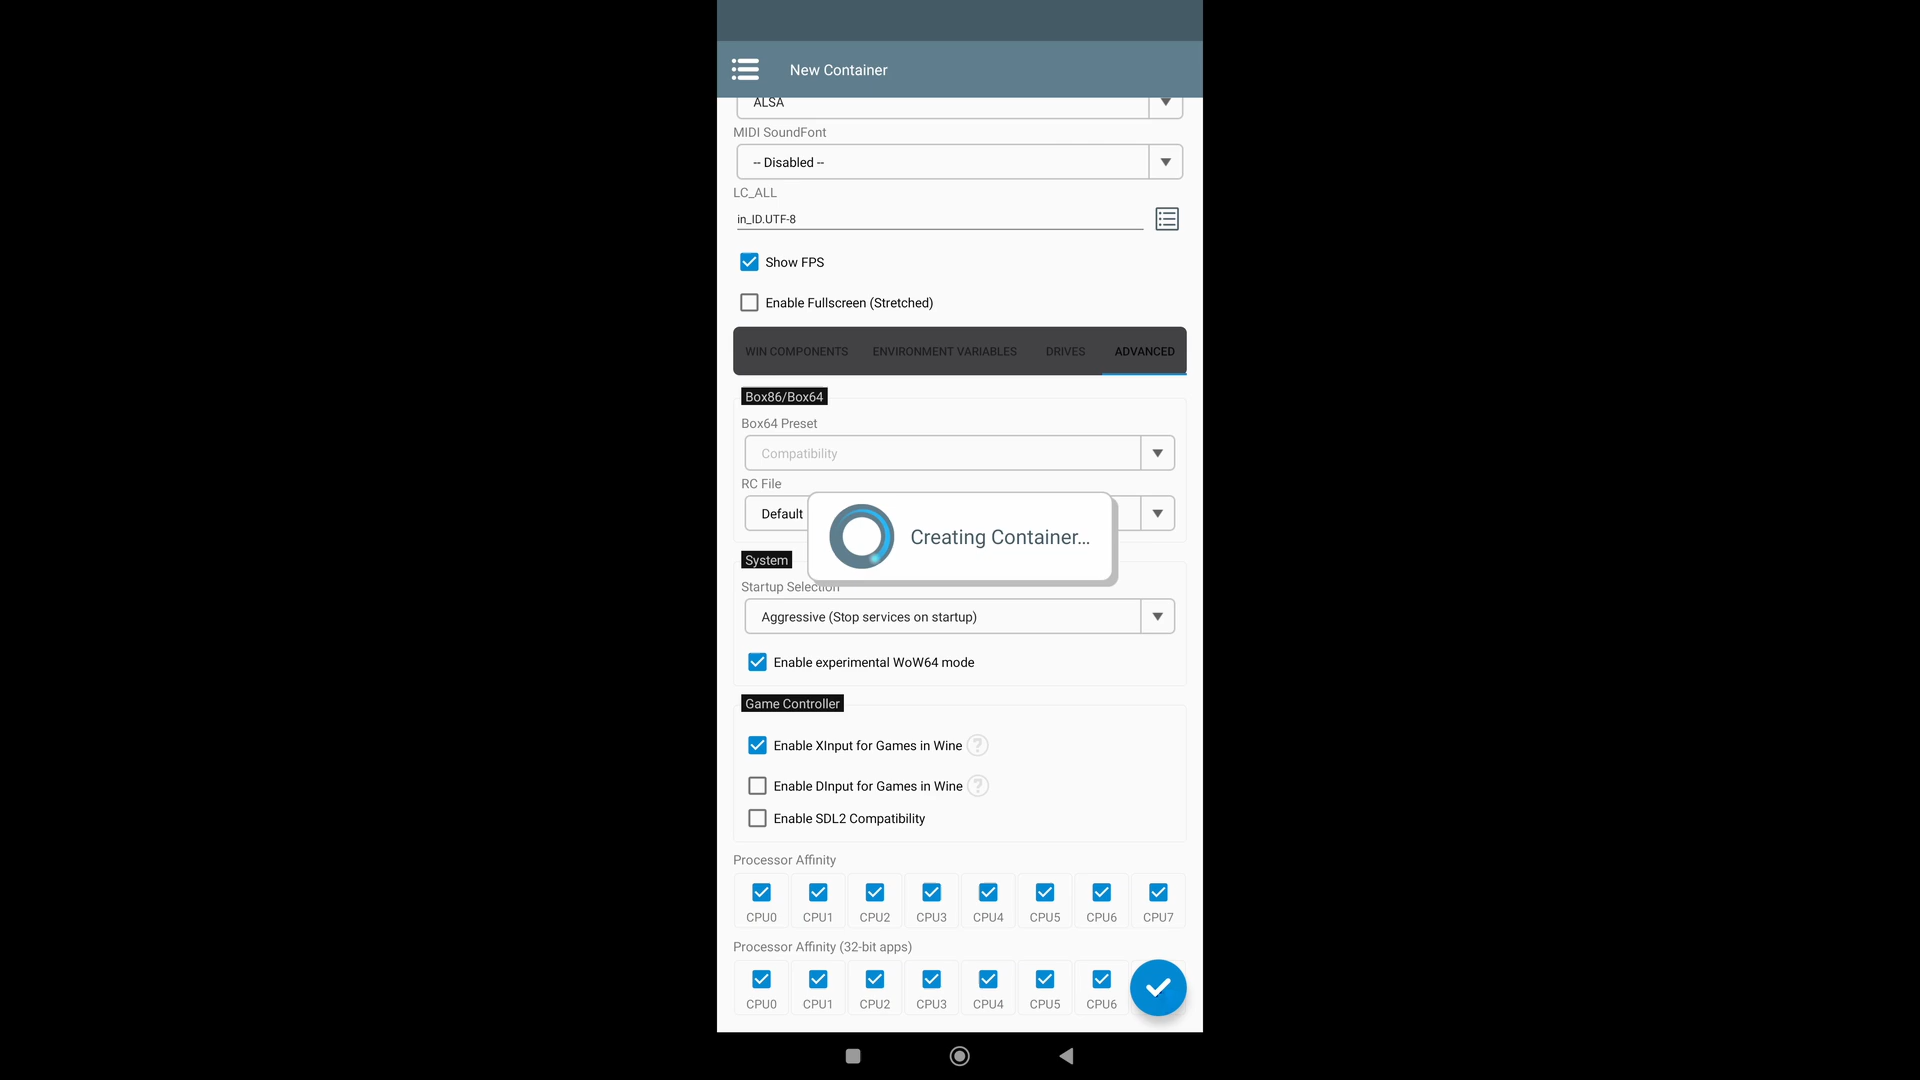 New Container
ALSA
MIDI SoundFont
-- Disabled --
LC_ALL
in_ID.UTF-8
Show FPS
Enable Fullscreen (Stretched)
WIN COMPONENTS ENVIRONMENT VARIABLES DRIVES ADVANCED
Box86/Box64
Box64 Preset
Compatibility
RC File
Default
Creating Container...
System
Startup Selection
Aggressive (Stop services on startup)
Enable experimental WoW64 mode
Game Controller
Enable XInput for Games in Wine ?
Enable DInput for Games in Wine ?
Enable SDL2 Compatibility
Processor Affinity
CPU0 CPU1 CPU2 CPU3 CPU4 CPU5 CPU6 CPU7
Processor Affinity (32-bit apps)
CPU0 CPU1 CPU2 CPU3 CPU4 CPU5 CPU6